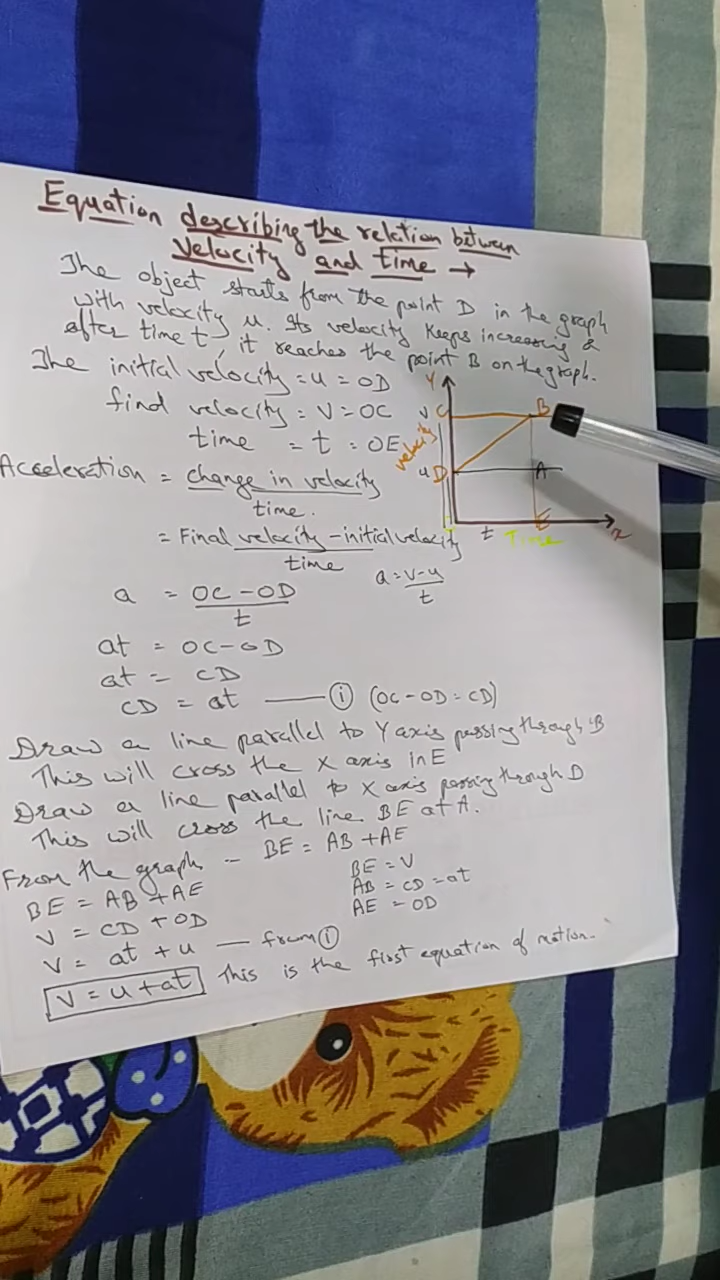 Equation describing the relation between
Velocity and time →
The object starts from the point D in the graph
with velocity u. Its velocity keeps increasing &
after time t, it reaches the point B on the graph.
The initial velocity = u = OD
find velocity = V = OC
time = t = OE
Y
v C B
velocity
u D A
E
t Time x
Acceleration = change in velocity
time.
= Final velocity - initial velocity
time
a = v-u
t
a = OC - OD
t
at = OC - OD
at = CD
CD = at —— (i) (OC - OD = CD)
Draw a line parallel to Y axis passing through B
This will cross the X axis in E
Draw a line parallel to X axis passing through D
This will cross the line BE at A.
From the graph - BE = AB + AE
BE = AB + AE
V = CD + OD
V = at + u — from (i)
BE = V
AB = CD = at
AE = OD
V = u + at This is the first equation of motion.